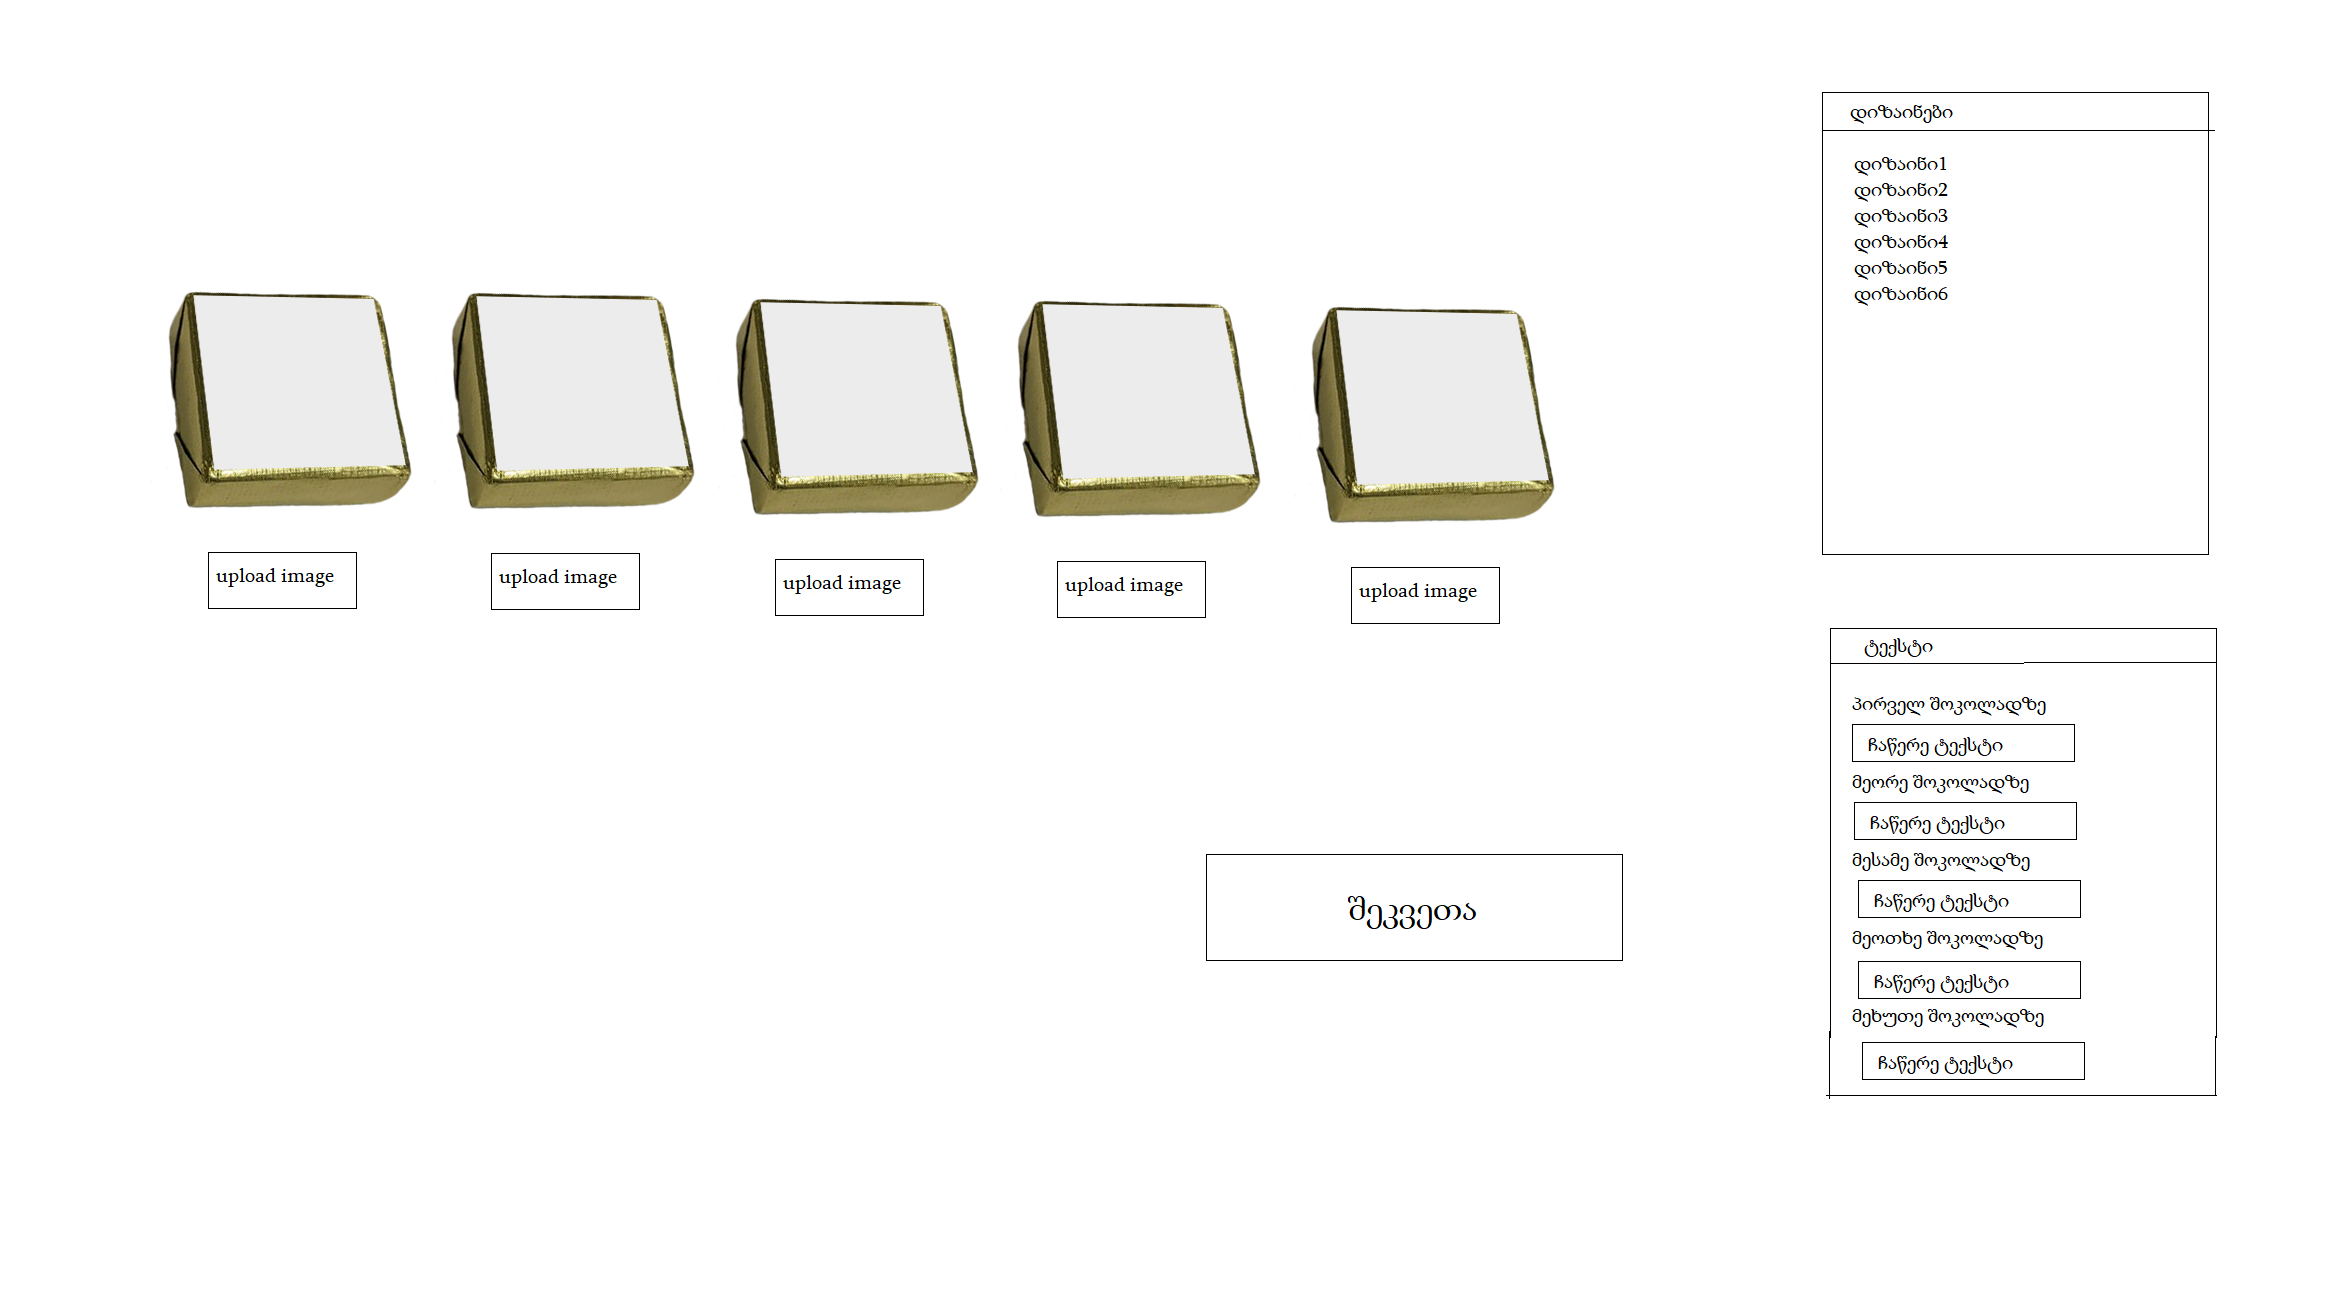 upload image
upload image
upload image
upload image
upload image
შეკვეთა
დიზაინები
დიზაინი1
დიზაინი2
დიზაინი3
დიზაინი4
დიზაინი5
დიზაინი6
ტექსტი
პირველ შოკოლადზე
ჩაწერე ტექსტი
მეორე შოკოლადზე
ჩაწერე ტექსტი
მესამე შოკოლადზე
ჩაწერე ტექსტი
მეოთხე შოკოლადზე
ჩაწერე ტექსტი
მეხუთე შოკოლადზე
ჩაწერე ტექსტი